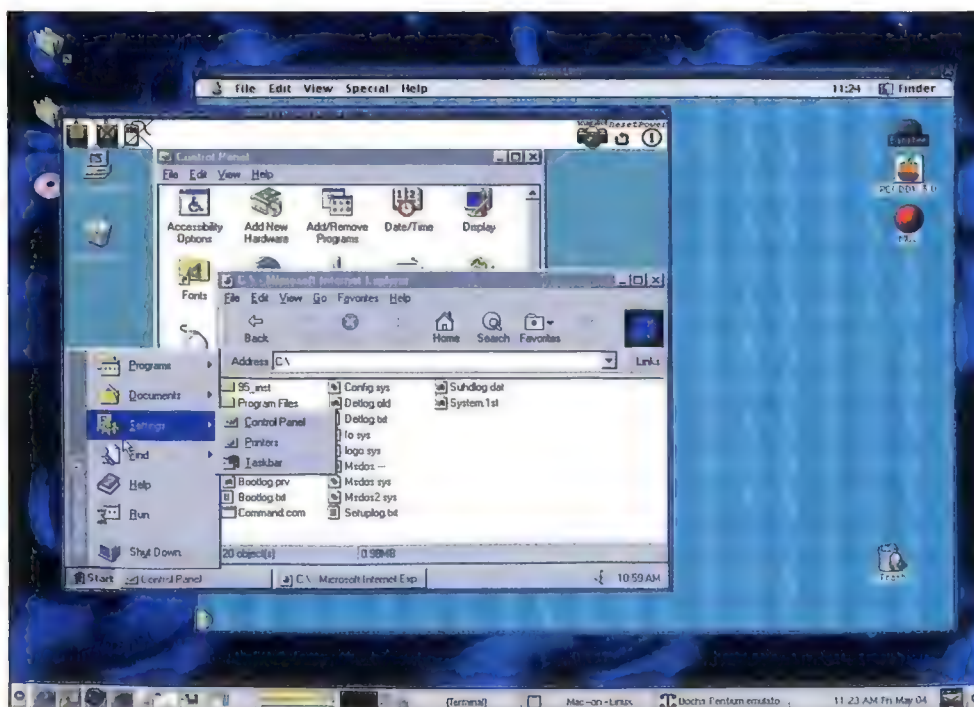 File Edit View Special Help
11:24 Finder
Reset Power
Control Panel
File Edit View Help
Accessibility Options
Add New Hardware
Add/Remove Programs
Date/Time
Display
Fonts
C:\ - Microsoft Internet Explorer
File Edit View Go Favorites Help
Back
Home
Search
Favorites
Address C:\
Links
95_inst
Program Files
Bootlog.prv
Bootlog.txt
Command.com
Config.sys
Detlog.old
Detlog.txt
Io.sys
logo.sys
Msdos.---
Msdos.sys
Msdos2.sys
Setuplog.txt
Suhdlog.dat
System.1st
Programs
Documents
Settings
Find
Help
Run
Shut Down
Control Panel
Printers
Taskbar
20 object(s)
0.98MB
Start
Control Panel
C:\ - Microsoft Internet Exp
10:59 AM
Trash
(Terminal)
Mac-on-Linux
Bochs Pentium emulato
11:23 AM Fri May 04